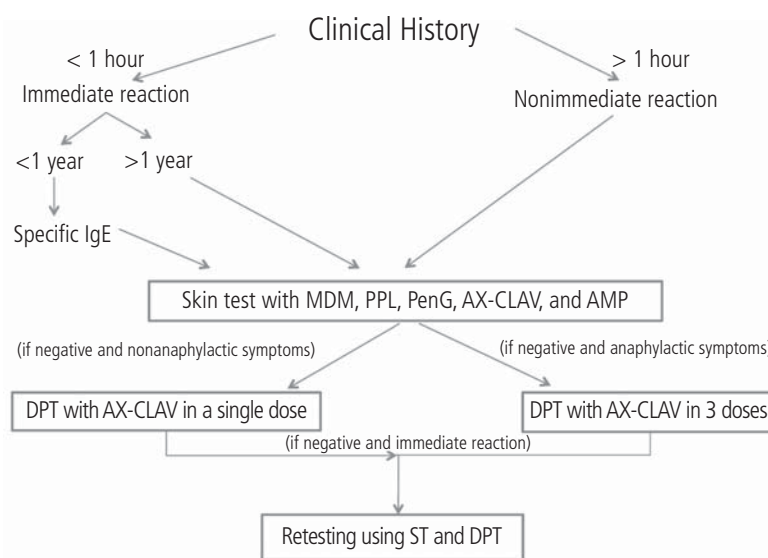 Clinical History
< 1 hour
> 1 hour
Immediate reaction
Nonimmediate reaction
<1 year
>1 year
Specific IgE
Skin test with MDM, PPL, PenG, AX-CLAV, and AMP
(if negative and nonanaphylactic symptoms)
(if negative and anaphylactic symptoms)
DPT with AX-CLAV in a single dose
DPT with AX-CLAV in 3 doses
(if negative and immediate reaction)
Retesting using ST and DPT